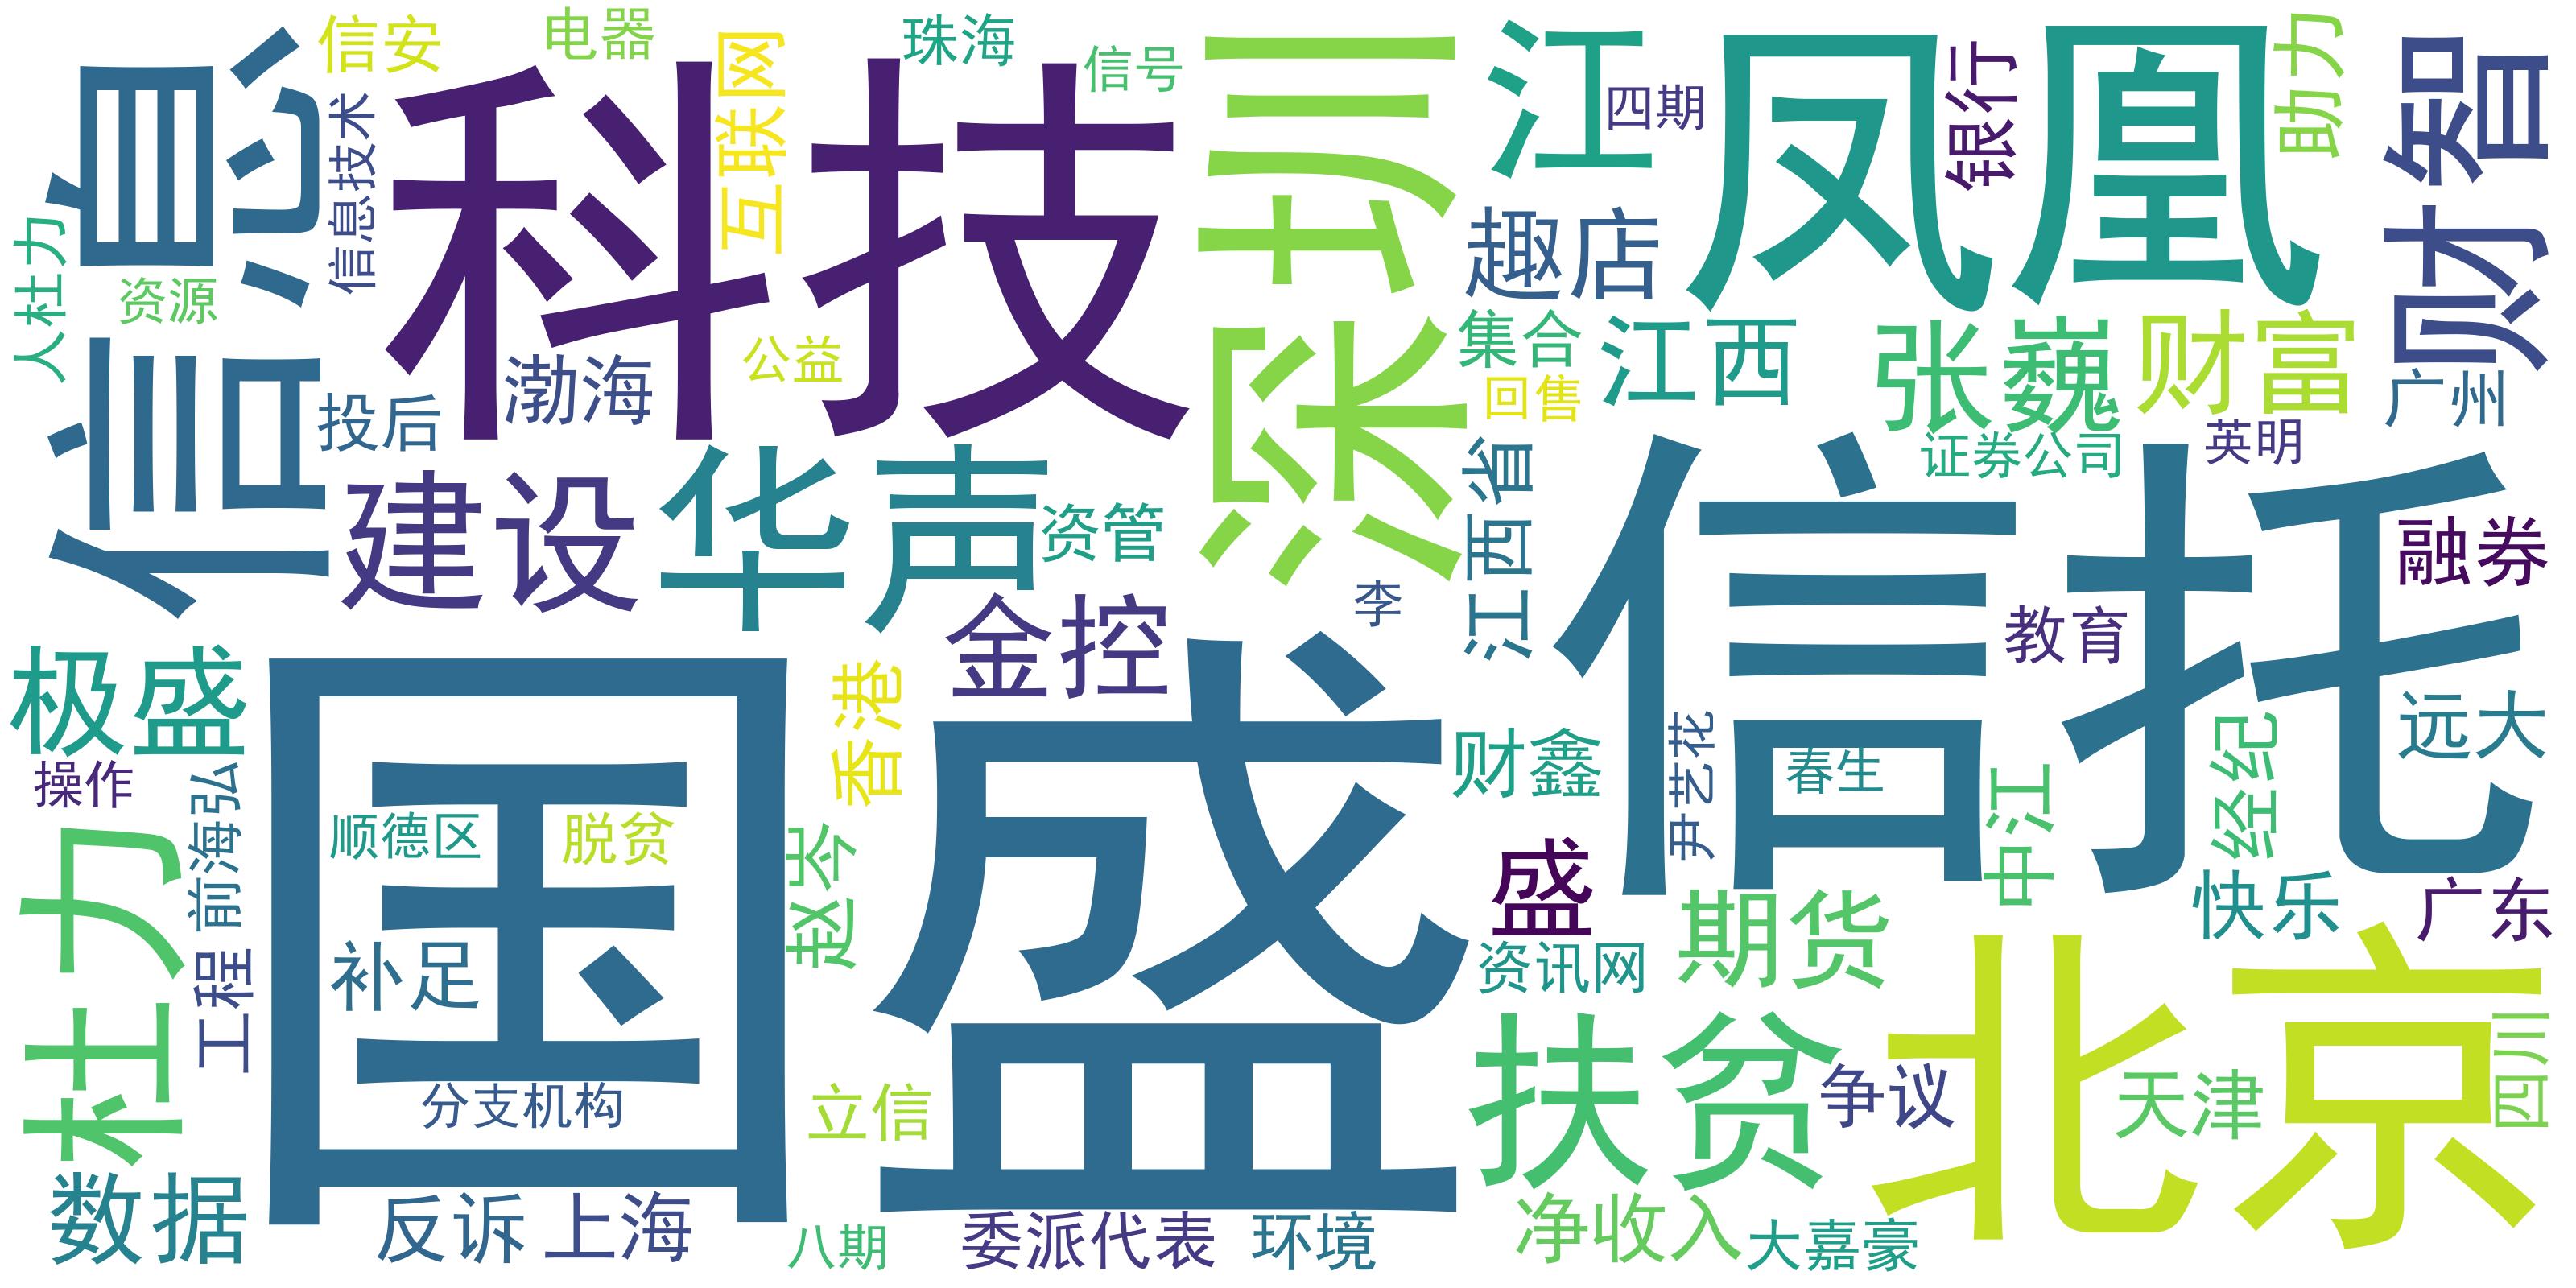 信息
科技
深圳
江
凤凰
财智
信安
电器
互联网
珠海
信号
四期
银行
助力
信息技术
人杜力
资源
趣店
公益
渤海
投后
集合
江西
张巍
财富
广州
回售
证券公司
英明
建设
华声
资管
江西省
信托
融券
李
金控
教育
极盛
国盛
香港
财鑫
尹艺花
春生
经纪
远大
操作
前海弘
顺德区
脱贫
赵岑
盛
中江
快乐
广东
杜力
补足
资讯网
期货
北京
工程
分支机构
立信
扶贫
争议
天津
四川
数据
反诉
上海
八期
委派代表
环境
净收入
大嘉豪